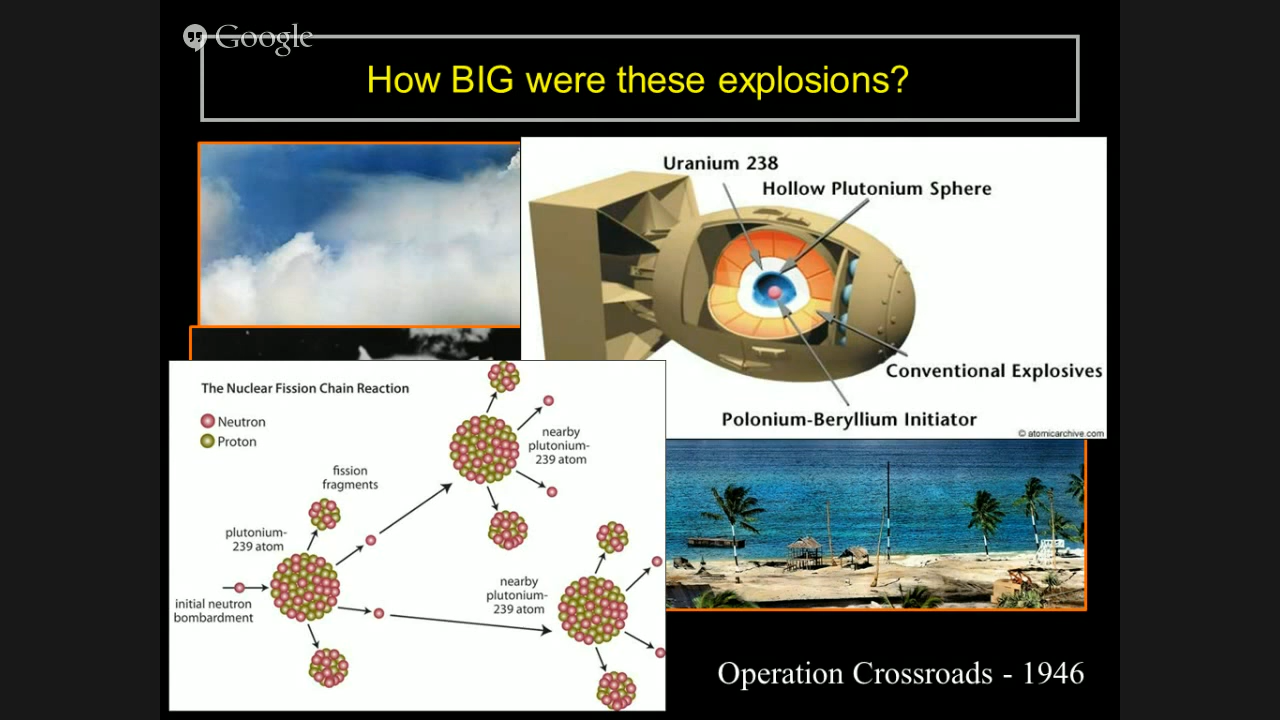 Google
How BIG were these explosions?
Uranium 238
Hollow Plutonium Sphere
Conventional Explosives
Polonium-Beryllium Initiator
© atomicarchive.com
The Nuclear Fission Chain Reaction
Neutron
Proton
nearby
plutonium-
239 atom
fission
fragments
plutonium-
239 atom
initial neutron
bombardment
nearby
plutonium-
239 atom
Operation Crossroads - 1946